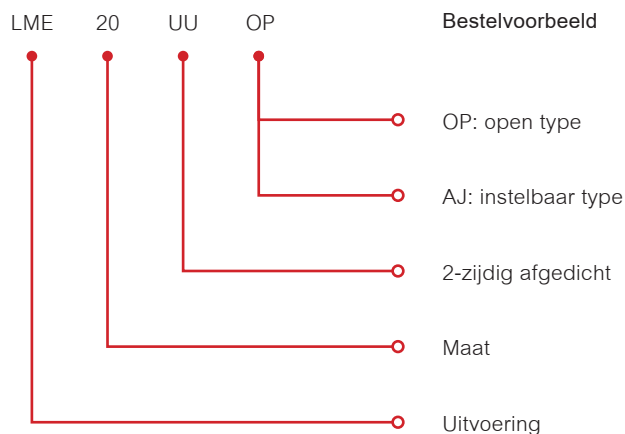 LME 20 UU OP Bestelvoorbeeld
OP: open type
AJ: instelbaar type
2-zijdig afgedicht
Maat
Uitvoering